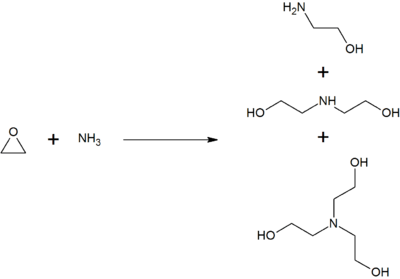 H2N
OH
+
HO NH OH
O + NH3
+
OH
HO N
OH